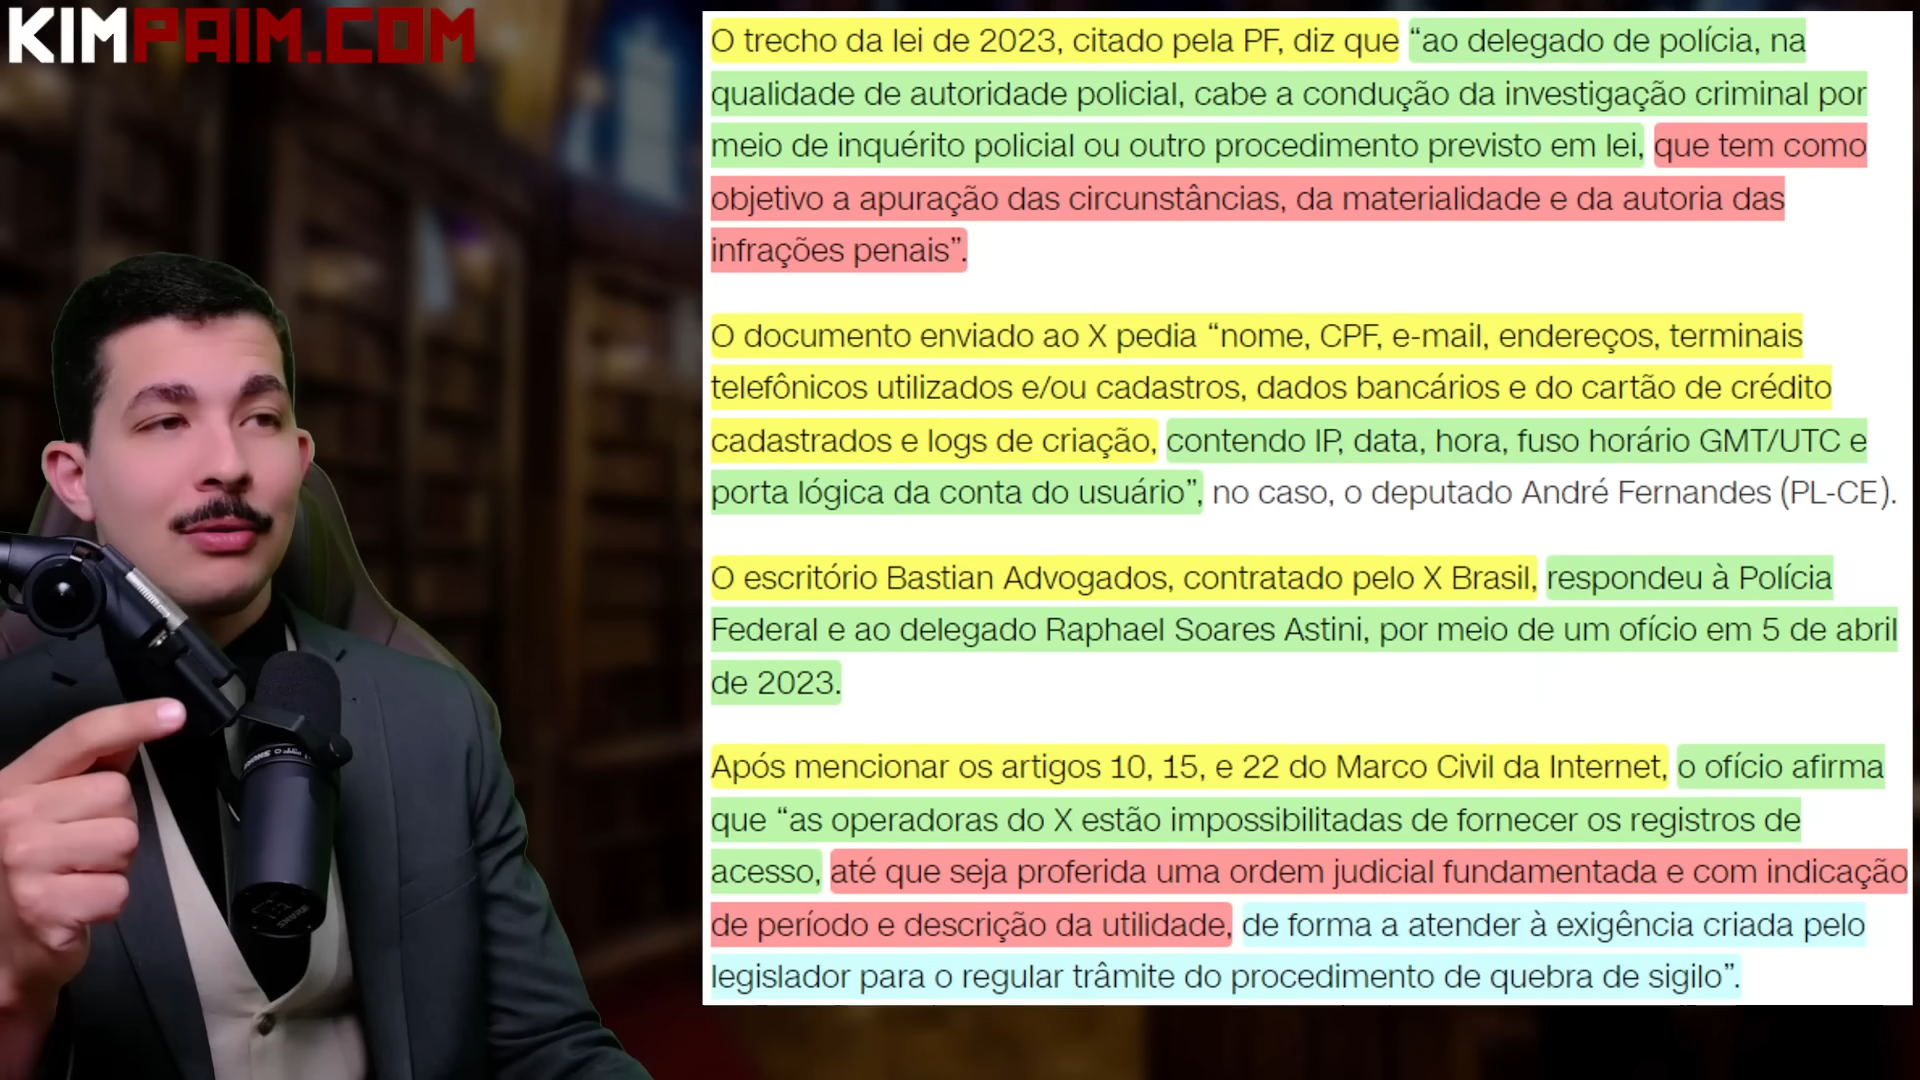 KIMPAIM.COM
O trecho da lei de 2023, citado pela PF, diz que “ao delegado de polícia, na
qualidade de autoridade policial, cabe a condução da investigação criminal por
meio de inquérito policial ou outro procedimento previsto em lei, que tem como
objetivo a apuração das circunstâncias, da materialidade e da autoria das
infrações penais”.
O documento enviado ao X pedia “nome, CPF, e-mail, endereços, terminais
telefônicos utilizados e/ou cadastros, dados bancários e do cartão de crédito
cadastrados e logs de criação, contendo IP, data, hora, fuso horário GMT/UTC e
porta lógica da conta do usuário”, no caso, o deputado André Fernandes (PL-CE).
O escritório Bastian Advogados, contratado pelo X Brasil, respondeu à Polícia
Federal e ao delegado Raphael Soares Astini, por meio de um ofício em 5 de abril
de 2023.
Após mencionar os artigos 10, 15, e 22 do Marco Civil da Internet, o ofício afirma
que “as operadoras do X estão impossibilitadas de fornecer os registros de
acesso, até que seja proferida uma ordem judicial fundamentada e com indicação
de período e descrição da utilidade, de forma a atender à exigência criada pelo
legislador para o regular trâmite do procedimento de quebra de sigilo”.